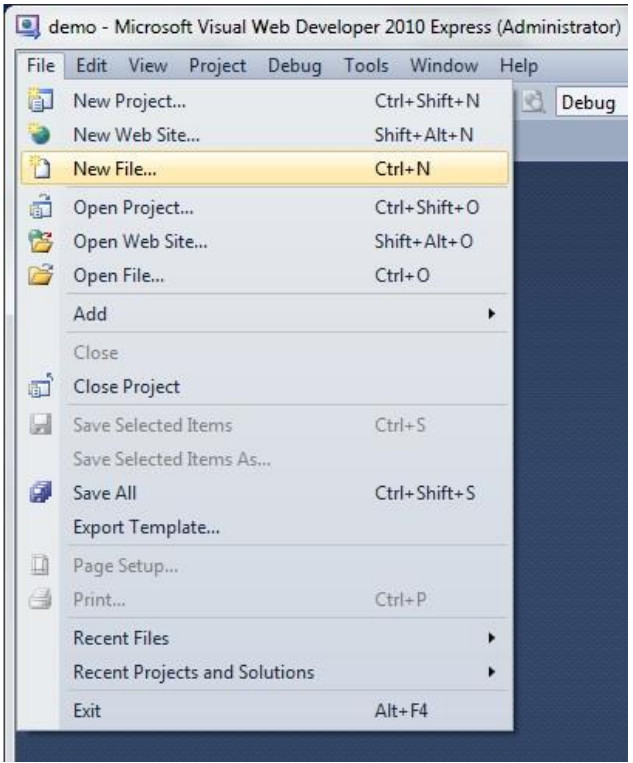 demo - Microsoft Visual Web Developer 2010 Express (Administrator)
File Edit View Project Debug Tools Window Help
New Project... Ctrl+Shift+N Debug
New Web Site... Shift+Alt+N
New File... Ctrl+N
Open Project... Ctrl+Shift+O
Open Web Site... Shift+Alt+O
Open File... Ctrl+O
Add
Close
Close Project
Save Selected Items Ctrl+S
Save Selected Items As...
Save All Ctrl+Shift+S
Export Template...
Page Setup...
Print... Ctrl+P
Recent Files
Recent Projects and Solutions
Exit Alt+F4